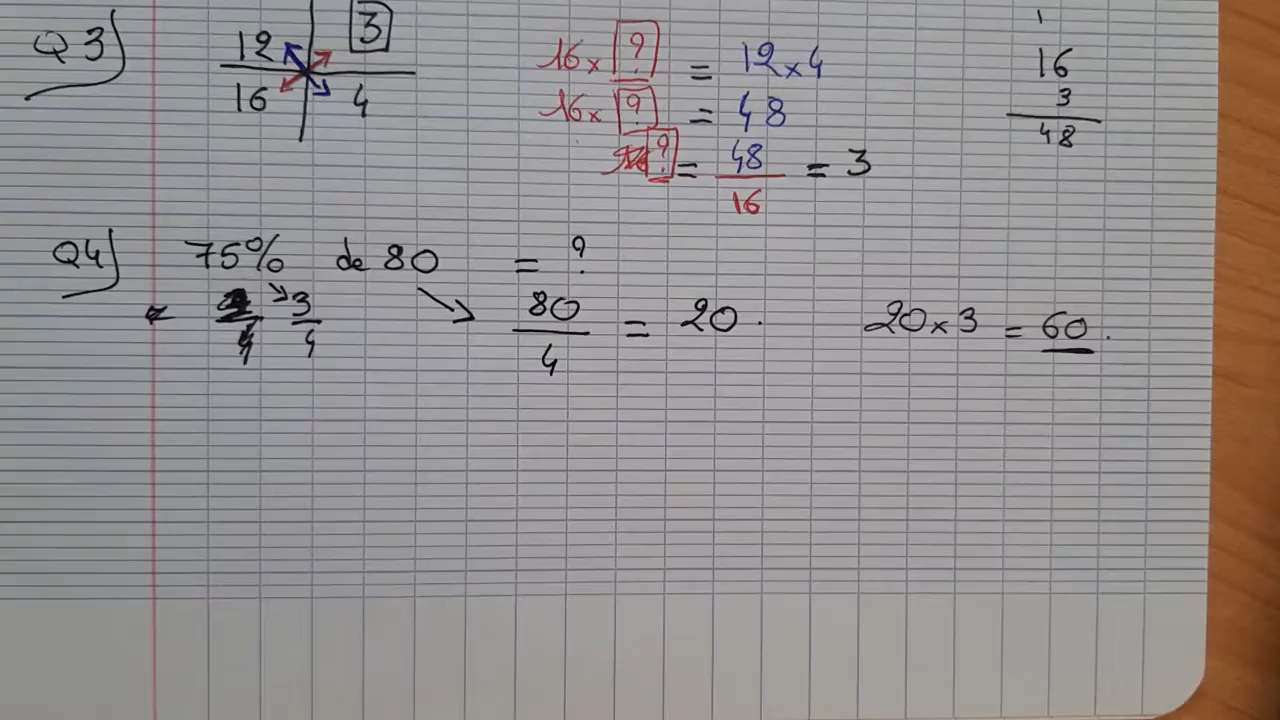 Q3) 12 | 3
16 | 4
16 × ? = 12 × 4
16 × ? = 48
? = 48/16 = 3
1
16
3
48
Q4) 75% de 80 = ?
3/4 80/4 = 20. 20 × 3 = 60.